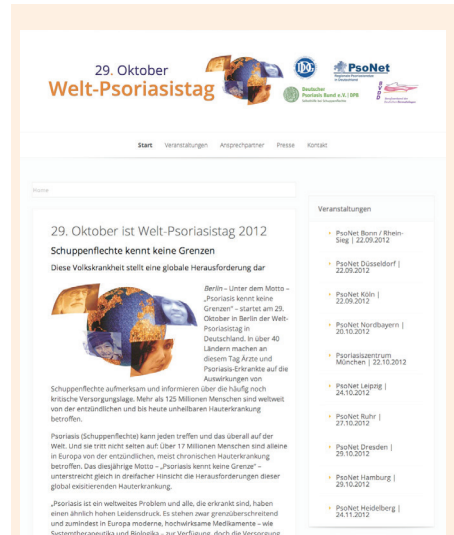 29. Oktober
Welt-Psoriasistag
PsoNet
Regionale Psoriasisnetze
in Deutschland
Deutscher
Psoriasis Bund e.V. | DPB
Selbsthilfe bei Schuppenflechte
BVDD
Start Veranstaltungen Ansprechpartner Presse Kontakt
Home
29. Oktober ist Welt-Psoriasistag 2012
Schuppenflechte kennt keine Grenzen
Diese Volkskrankheit stellt eine globale Herausforderung dar
Berlin – Unter dem Motto –
„Psoriasis kennt keine
Grenzen“ – startet am 29.
Oktober in Berlin der Welt-
Psoriasistag in
Deutschland. In über 40
Ländern machen an
diesem Tag Ärzte und
Psoriasis-Erkrankte auf die
Auswirkungen von
Schuppenflechte aufmerksam und informieren über die häufig noch
kritische Versorgungslage. Mehr als 125 Millionen Menschen sind weltweit
von der entzündlichen und bis heute unheilbaren Hauterkrankung
betroffen.
Psoriasis (Schuppenflechte) kann jeden treffen und das überall auf der
Welt. Und sie tritt nicht selten auf: Über 17 Millionen Menschen sind alleine
in Europa von der entzündlichen, meist chronischen Hauterkrankung
betroffen. Das diesjährige Motto – „Psoriasis kennt keine Grenze“ –
unterstreicht gleich in dreifacher Hinsicht die Herausforderungen dieser
global existierenden Hauterkrankung.
„Psoriasis ist ein weltweites Problem und alle, die erkrankt sind, haben
einen ähnlich hohen Leidensdruck. Es stehen zwar grenzüberschreitend
und zumindest in Europa moderne, hochwirksame Medikamente – wie
Systemtherapeutika und Biologika – zur Verfügung, doch die Versorgung
Veranstaltungen
PsoNet Bonn / Rhein-
Sieg | 22.09.2012
PsoNet Düsseldorf |
22.09.2012
PsoNet Köln |
22.09.2012
PsoNet Nordbayern |
20.10.2012
Psoriasiszentrum
München | 22.10.2012
PsoNet Leipzig |
24.10.2012
PsoNet Ruhr |
27.10.2012
PsoNet Dresden |
29.10.2012
PsoNet Hamburg |
29.10.2012
PsoNet Heidelberg |
24.11.2012